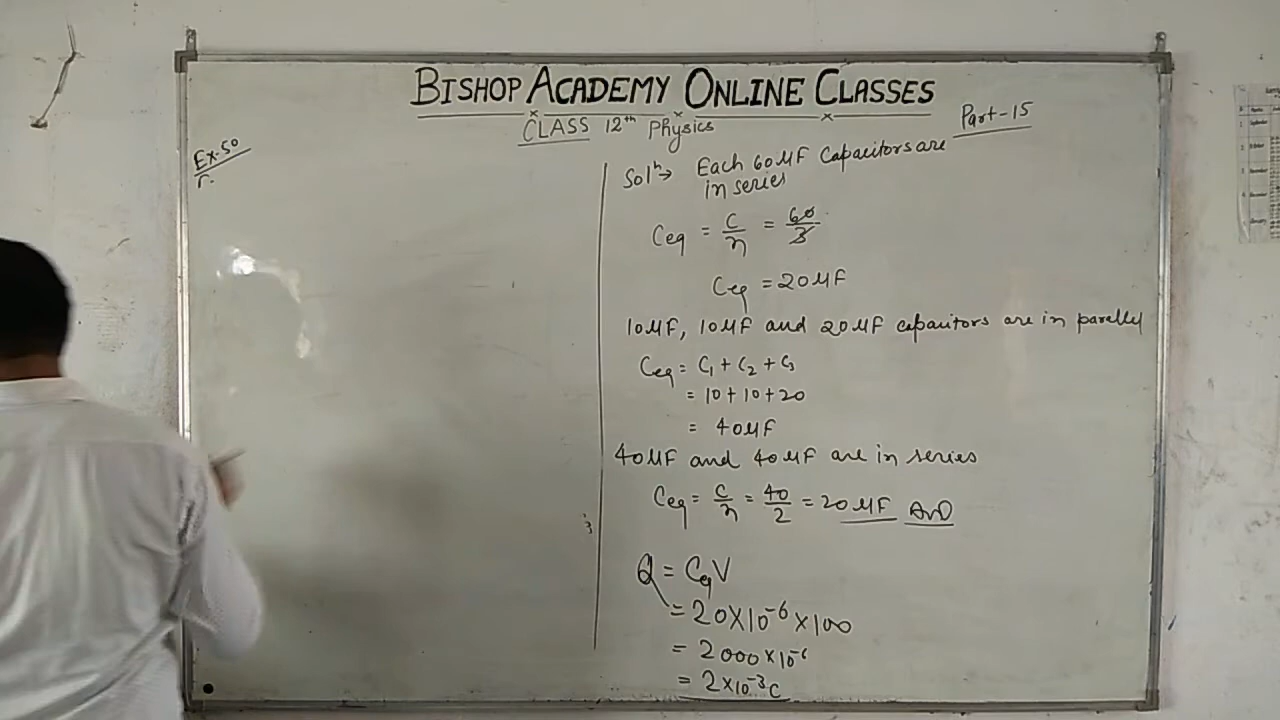 BISHOP ACADEMY ONLINE CLASSES
CLASS 12th Physics
Part-15
Ex.50
Solⁿ→ Each 60μF Capacitors are
in series
Ceq = C/n = 60/3
Ceq = 20μF
10μF, 10μF and 20μF capacitors are in parelly
Ceq = C₁ + C₂ + C₃
= 10 + 10 + 20
= 40μF
40μF and 40μF are in series
Ceq = C/n = 40/2 = 20μF
Q = CqV
= 20×10⁻⁶×100
= 2000×10⁻⁶
= 2×10⁻³C